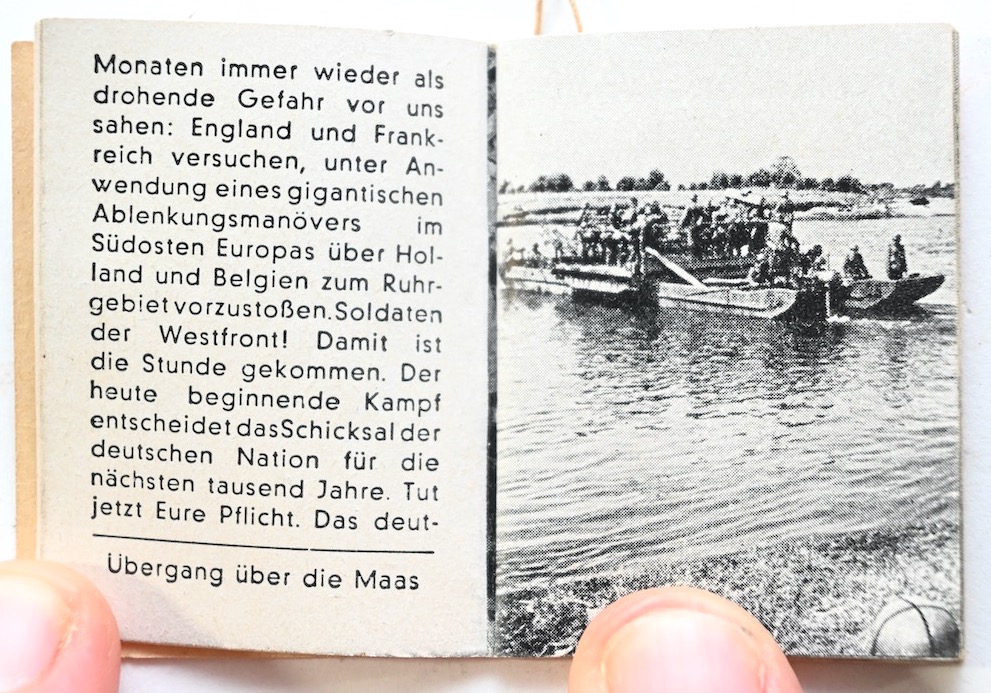 Monaten immer wieder als
drohende Gefahr vor uns
sahen: England und Frank-
reich versuchen, unter An-
wendung eines gigantischen
Ablenkungsmanövers im
Südosten Europas über Hol-
land und Belgien zum Ruhr-
gebiet vorzustoßen. Soldaten
der Westfront! Damit ist
die Stunde gekommen. Der
heute beginnende Kampf
entscheidet das Schicksal der
deutschen Nation für die
nächsten tausend Jahre. Tut
jetzt Eure Pflicht. Das deut-
Übergang über die Maas